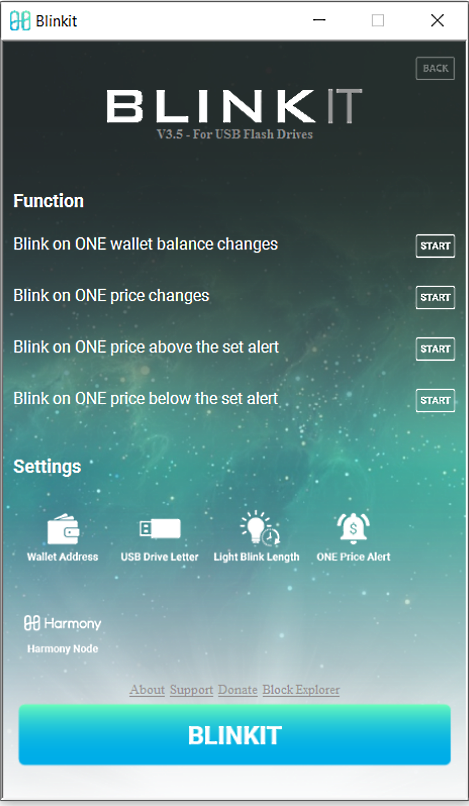 Blinkit
BACK
BLINKIT
V3.5 - For USB Flash Drives
Function
Blink on ONE wallet balance changes START
Blink on ONE price changes START
Blink on ONE price above the set alert START
Blink on ONE price below the set alert START
Settings
Wallet Address USB Drive Letter Light Blink Length ONE Price Alert
Harmony
Harmony Node
About Support Donate Block Explorer
BLINKIT